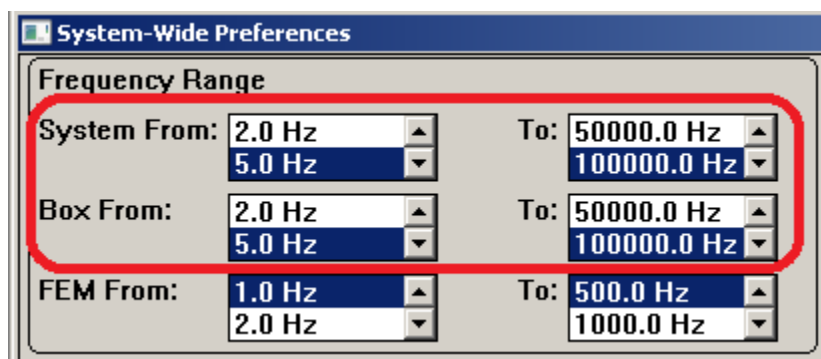 System-Wide Preferences
Frequency Range
System From: 2.0 Hz To: 50000.0 Hz
5.0 Hz 100000.0 Hz
Box From: 2.0 Hz To: 50000.0 Hz
5.0 Hz 100000.0 Hz
FEM From: 1.0 Hz To: 500.0 Hz
2.0 Hz 1000.0 Hz